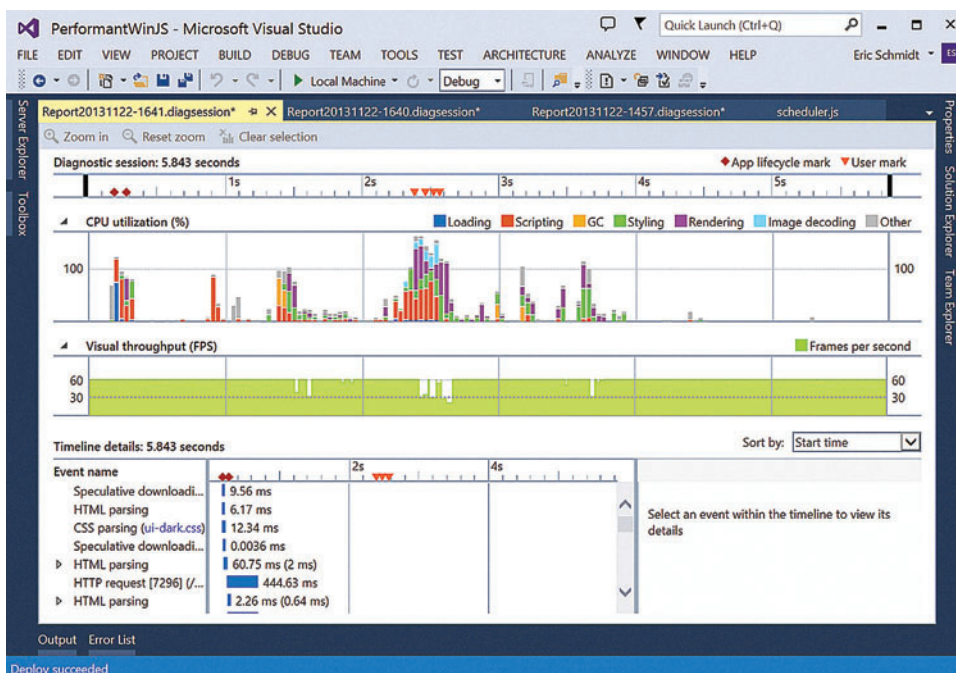 PerformantWinJS - Microsoft Visual Studio
Quick Launch (Ctrl+Q)
FILE EDIT VIEW PROJECT BUILD DEBUG TEAM TOOLS TEST ARCHITECTURE ANALYZE WINDOW HELP Eric Schmidt ES
Local Machine Debug
Server Explorer
Toolbox
Report20131122-1641.diagsession* Report20131122-1640.diagsession* Report20131122-1457.diagsession* scheduler.js
Properties
Solution Explorer
Team Explorer
Zoom in Reset zoom Clear selection
Diagnostic session: 5.843 seconds App lifecycle mark User mark
1s 2s 3s 4s 5s
CPU utilization (%) Loading Scripting GC Styling Rendering Image decoding Other
100 100
Visual throughput (FPS) Frames per second
60 60
30 30
Timeline details: 5.843 seconds Sort by: Start time
Event name 2s 4s
Speculative downloadi... 9.56 ms
HTML parsing 6.17 ms
CSS parsing (ui-dark.css) 12.34 ms
Speculative downloadi... 0.0036 ms
HTML parsing 60.75 ms (2 ms)
HTTP request [7296] (/... 444.63 ms
HTML parsing 2.26 ms (0.64 ms)
Select an event within the timeline to view its
details
Output Error List
Deploy succeeded